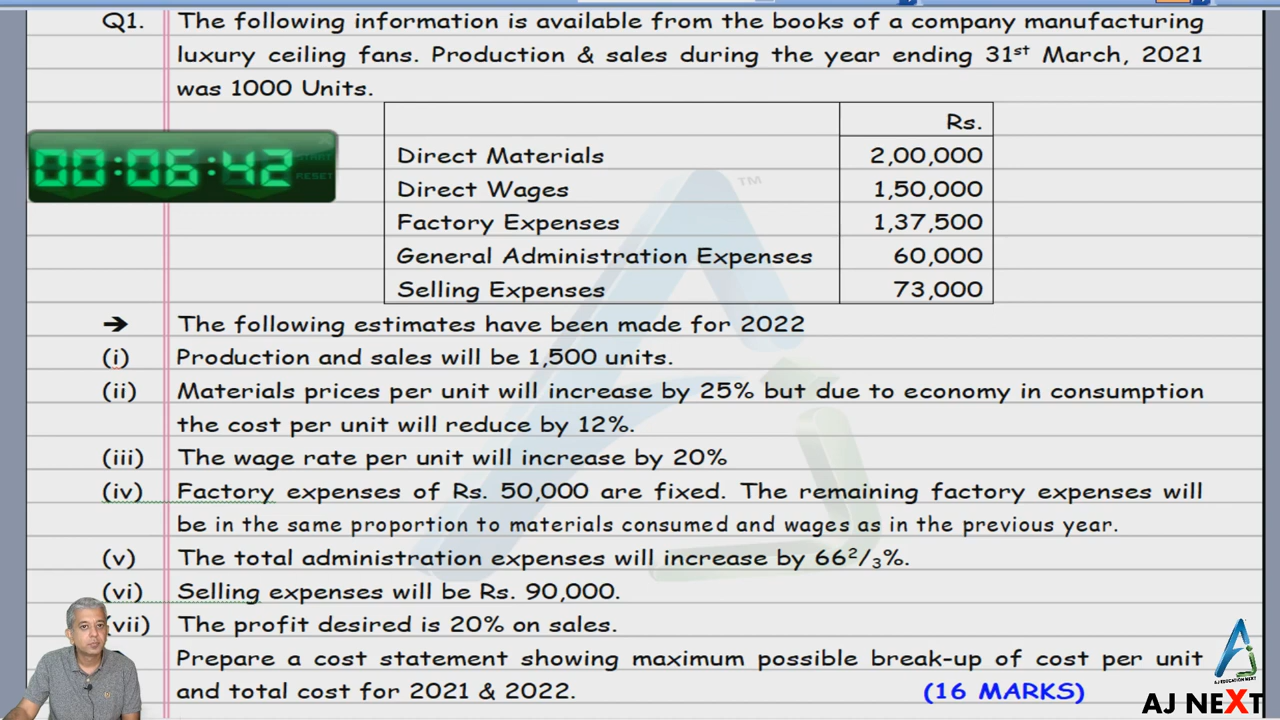 Q1. The following information is available from the books of a company manufacturing
luxury ceiling fans. Production & sales during the year ending 31st March, 2021
was 1000 Units.
Rs.
00:06:42
START
RESET
Direct Materials 2,00,000
Direct Wages 1,50,000
Factory Expenses 1,37,500
General Administration Expenses 60,000
Selling Expenses 73,000
TM
➔ The following estimates have been made for 2022
(i) Production and sales will be 1,500 units.
(ii) Materials prices per unit will increase by 25% but due to economy in consumption
the cost per unit will reduce by 12%.
(iii) The wage rate per unit will increase by 20%
(iv) Factory expenses of Rs. 50,000 are fixed. The remaining factory expenses will
be in the same proportion to materials consumed and wages as in the previous year.
(v) The total administration expenses will increase by 66²/₃%.
(vi) Selling expenses will be Rs. 90,000.
(vii) The profit desired is 20% on sales.
Prepare a cost statement showing maximum possible break-up of cost per unit
and total cost for 2021 & 2022. (16 MARKS)
AJ EDUCATION NEXT
AJ NEXT